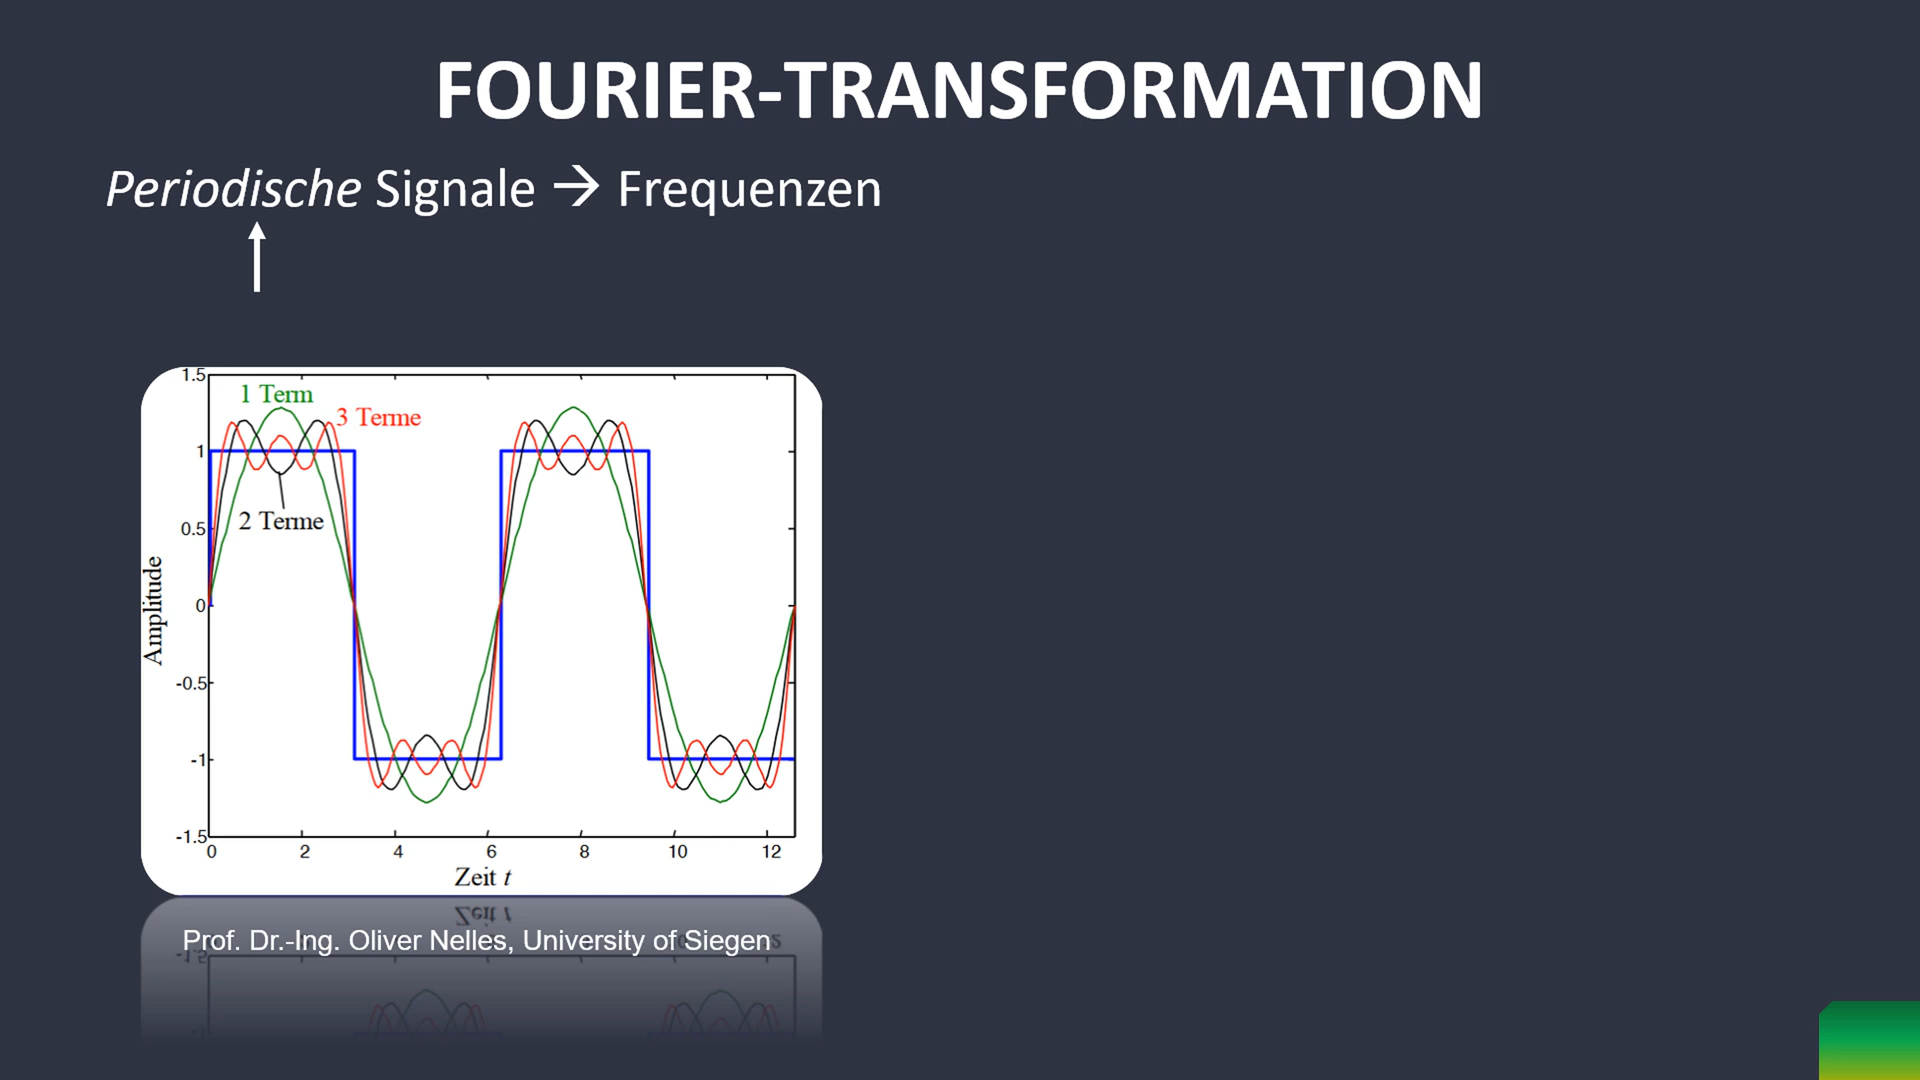 FOURIER-TRANSFORMATION
Periodische Signale → Frequenzen
1.5
1 Term
3 Terme
1
2 Terme
0.5
Amplitude
0
-0.5
-1
-1.5
0 2 4 6 8 10 12
Zeit t
Prof. Dr.-Ing. Oliver Nelles, University of Siegen